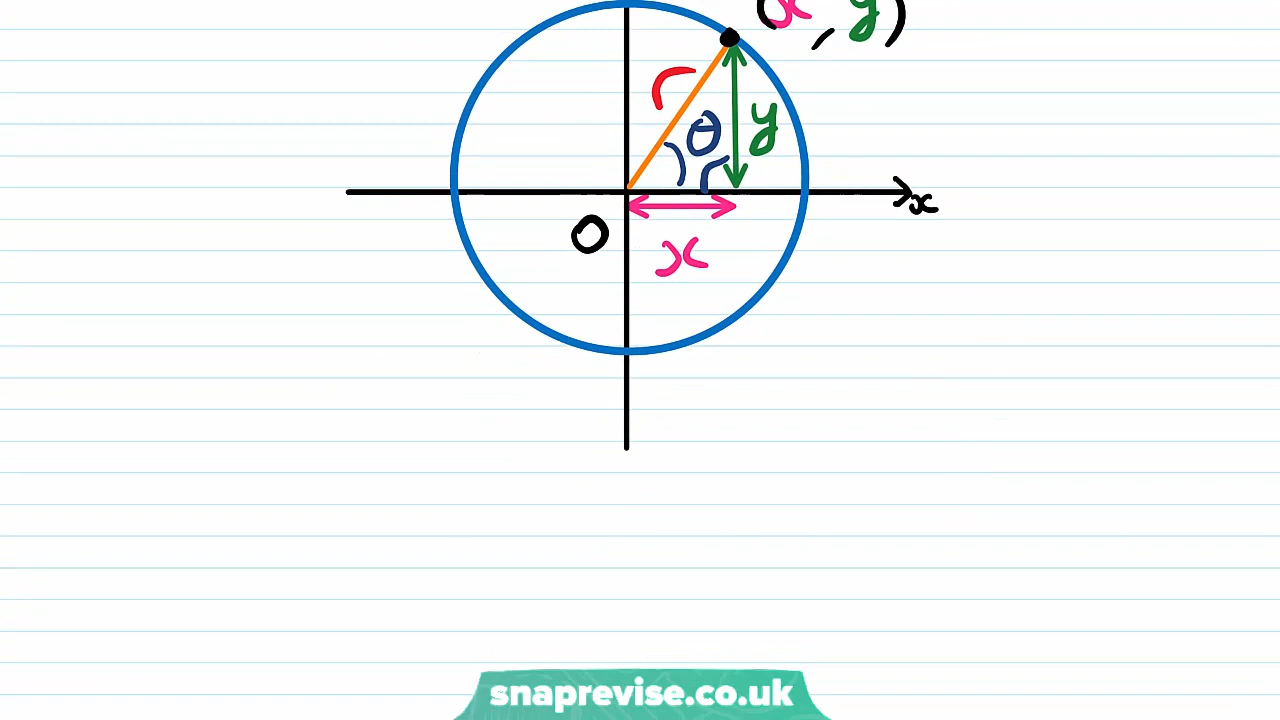 (x, y)
r
θ
y
x
O
x
snaprevise.co.uk